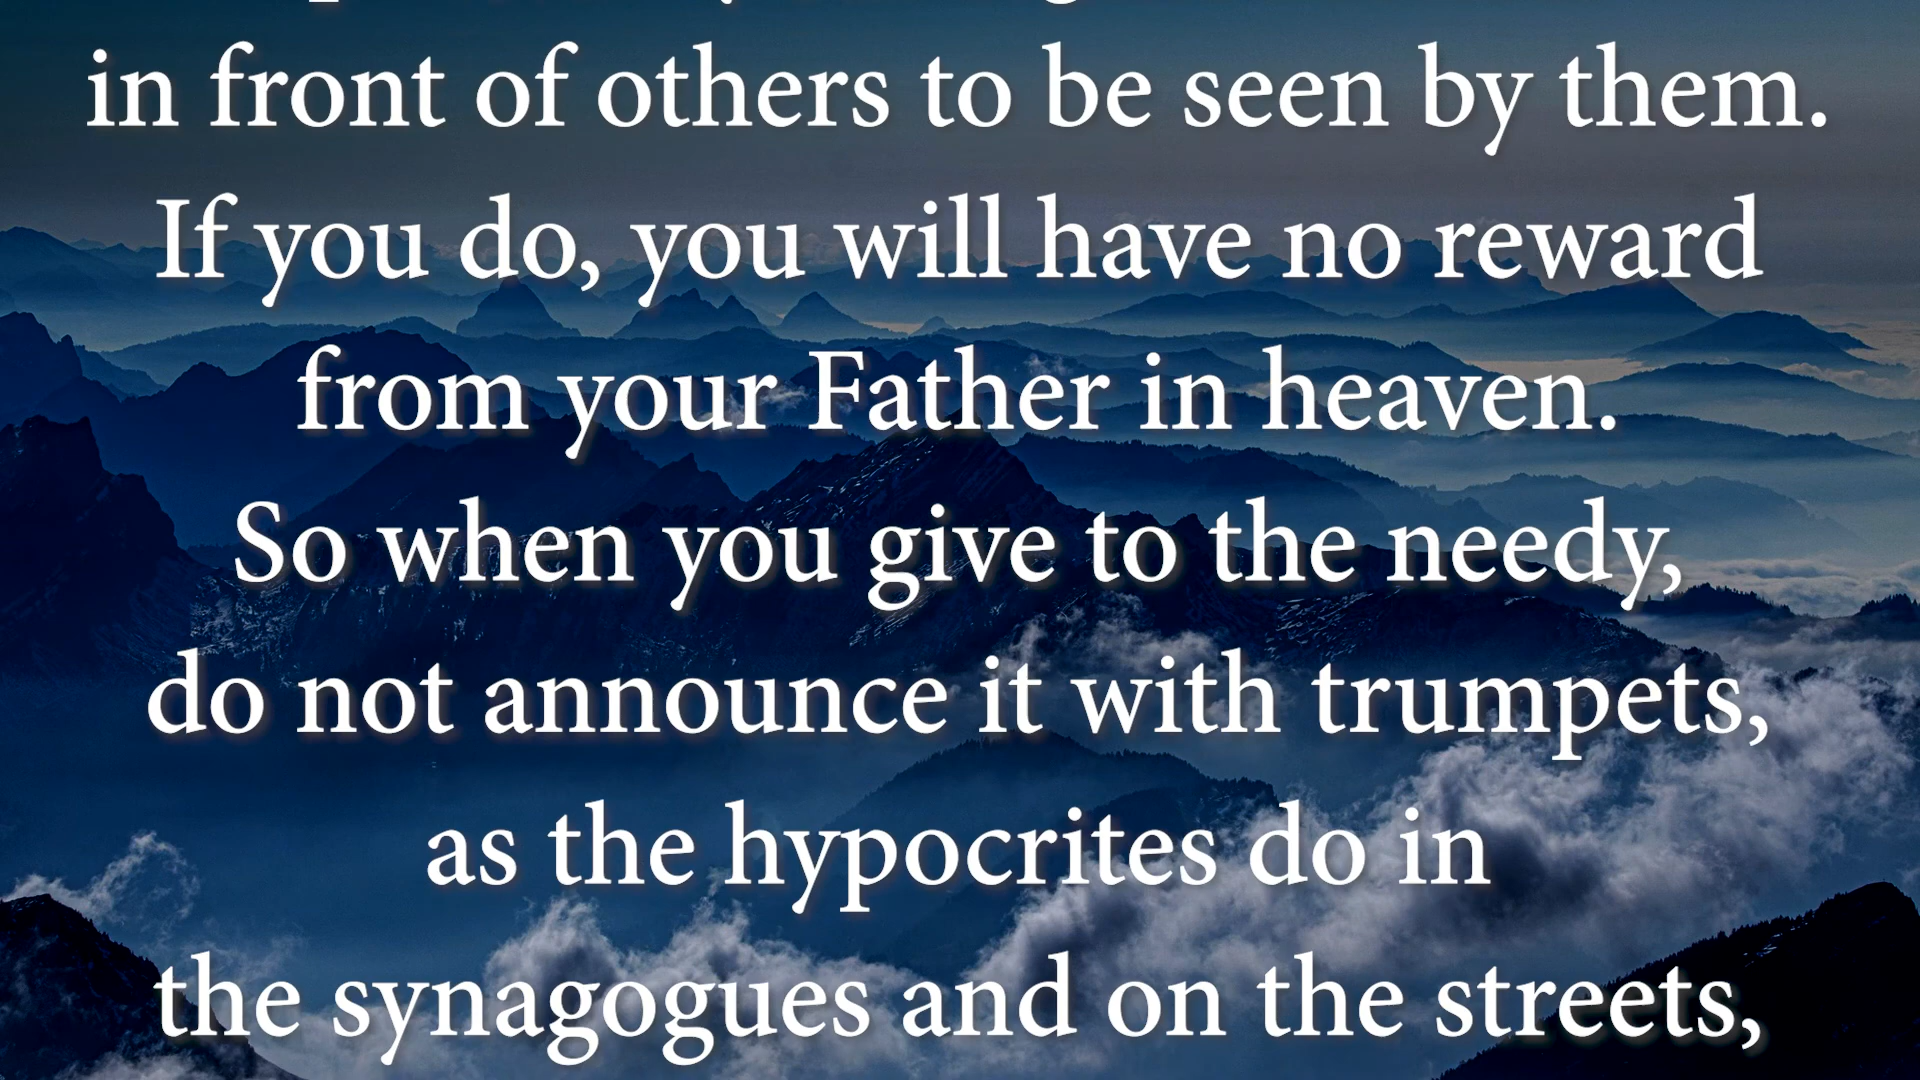 in front of others to be seen by them.
If you do, you will have no reward
from your Father in heaven.
So when you give to the needy,
do not announce it with trumpets,
as the hypocrites do in
the synagogues and on the streets,